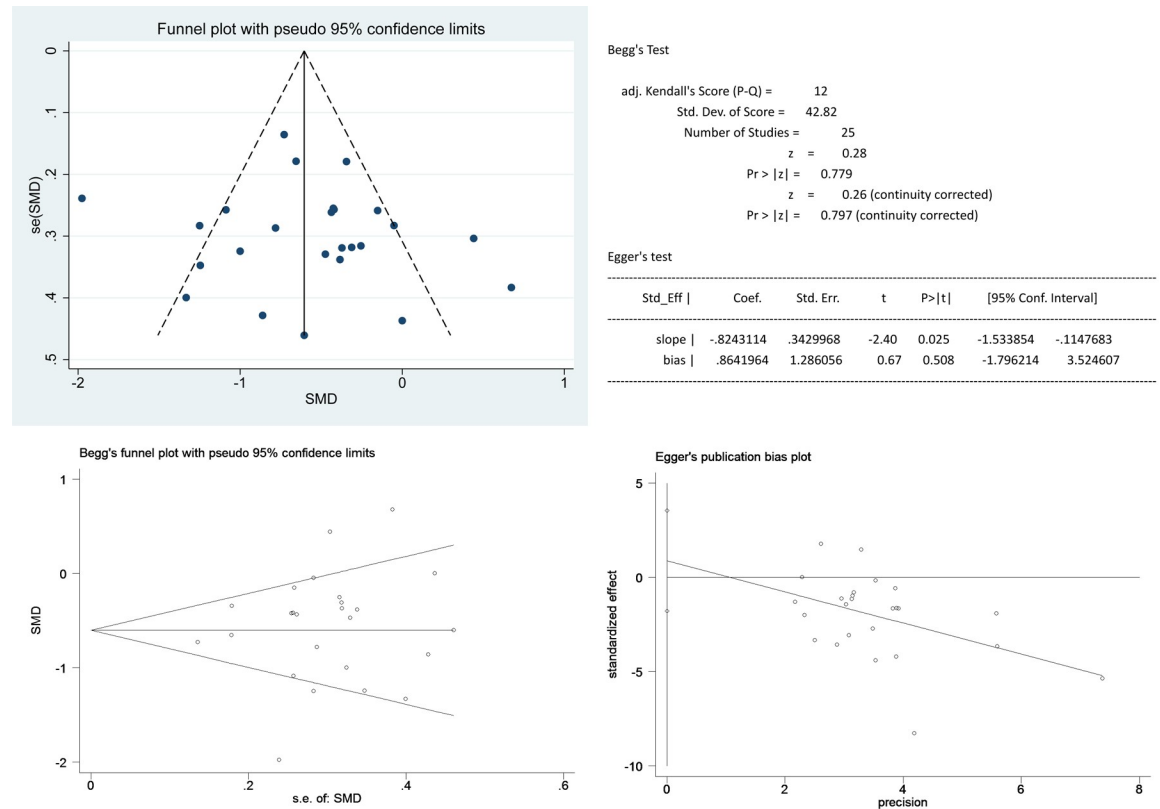 Funnel plot with pseudo 95% confidence limits
0
.1
.2
.3
.4
.5
se(SMD)
-2
-1
0
1
SMD
Begg's Test
adj. Kendall's Score (P-Q) = 12
Std. Dev. of Score = 42.82
Number of Studies = 25
z = 0.28
Pr > |z| = 0.779
z = 0.26 (continuity corrected)
Pr > |z| = 0.797 (continuity corrected)
Egger's test
Std_Eff | Coef. Std. Err. t P>|t| [95% Conf. Interval]
slope | -.8243114 .3429968 -2.40 0.025 -1.533854 -.1147683
bias | .8641964 1.286056 0.67 0.508 -1.796214 3.524607
Begg's funnel plot with pseudo 95% confidence limits
1
0
-1
-2
SMD
0
.2
.4
.6
s.e. of: SMD
Egger's publication bias plot
5
0
-5
-10
standardized effect
0
2
4
6
8
precision